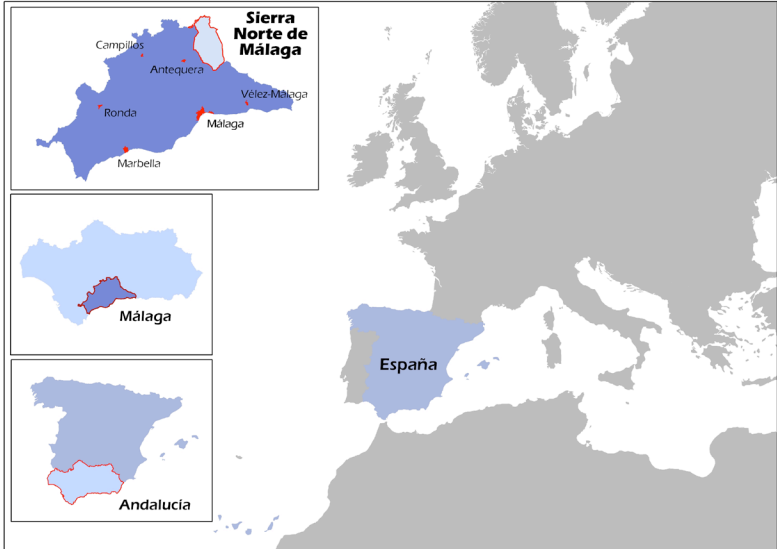 Sierra
Norte de
Málaga
Campillos
Antequera
Vélez-Málaga
Ronda
Málaga
Marbella
Málaga
España
Andalucía